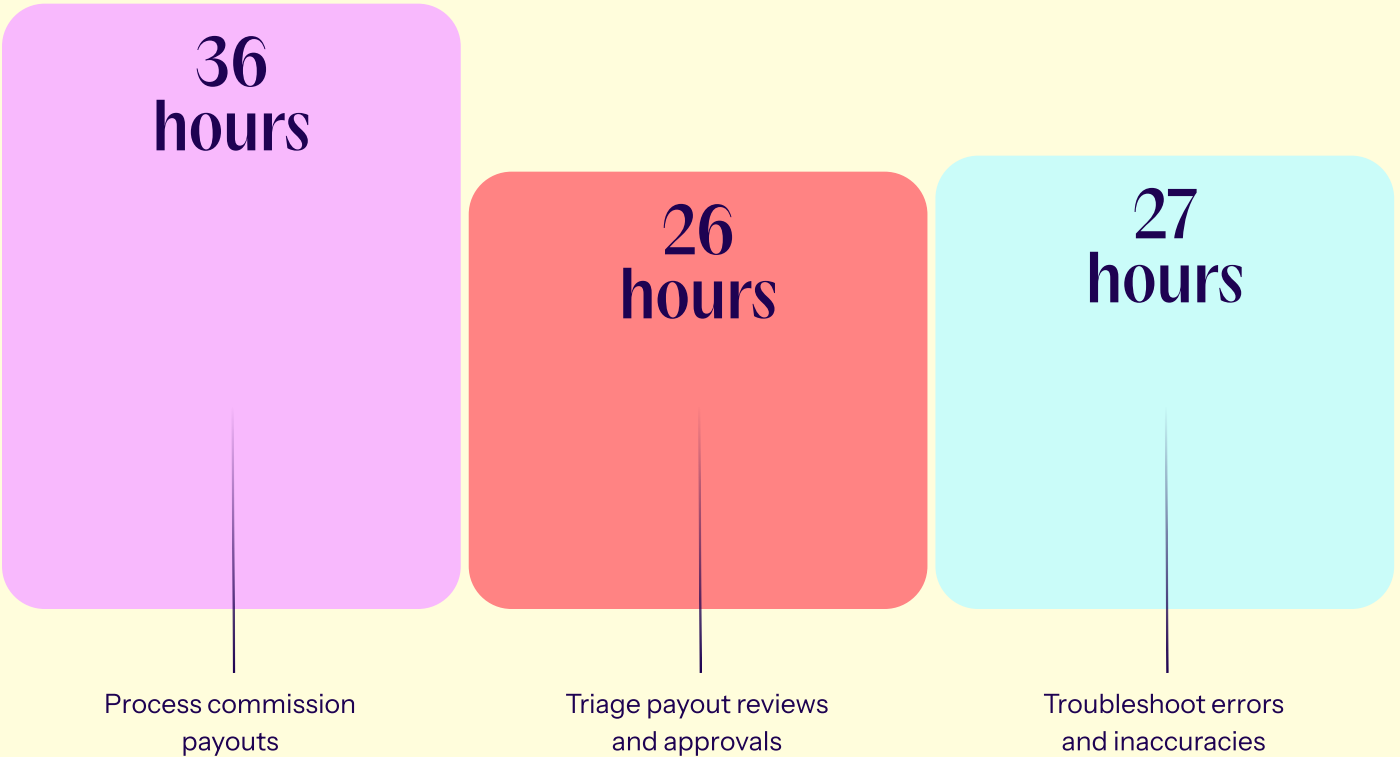 36
hours
26
hours
27
hours
Process commission
payouts
Triage payout reviews
and approvals
Troubleshoot errors
and inaccuracies